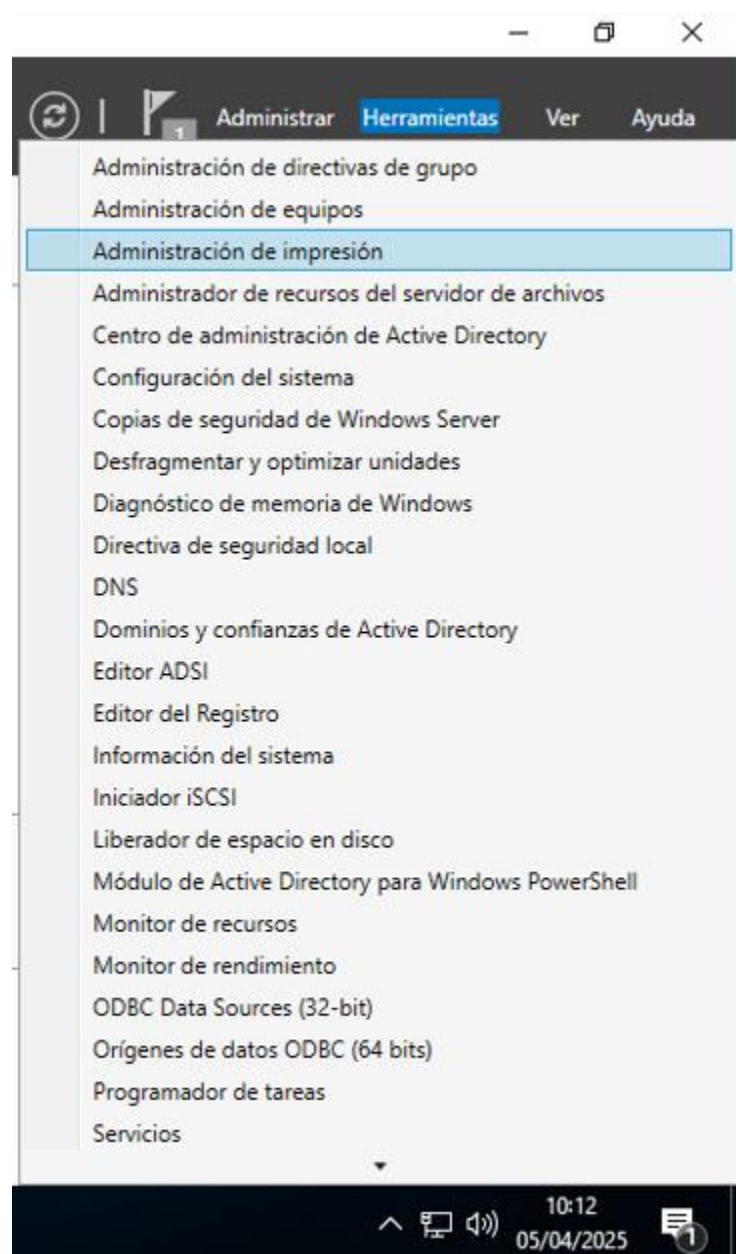 Administrar Herramientas Ver Ayuda
1
Administración de directivas de grupo
Administración de equipos
Administración de impresión
Administrador de recursos del servidor de archivos
Centro de administración de Active Directory
Configuración del sistema
Copias de seguridad de Windows Server
Desfragmentar y optimizar unidades
Diagnóstico de memoria de Windows
Directiva de seguridad local
DNS
Dominios y confianzas de Active Directory
Editor ADSI
Editor del Registro
Información del sistema
Iniciador iSCSI
Liberador de espacio en disco
Módulo de Active Directory para Windows PowerShell
Monitor de recursos
Monitor de rendimiento
ODBC Data Sources (32-bit)
Orígenes de datos ODBC (64 bits)
Programador de tareas
Servicios
10:12
05/04/2025
1